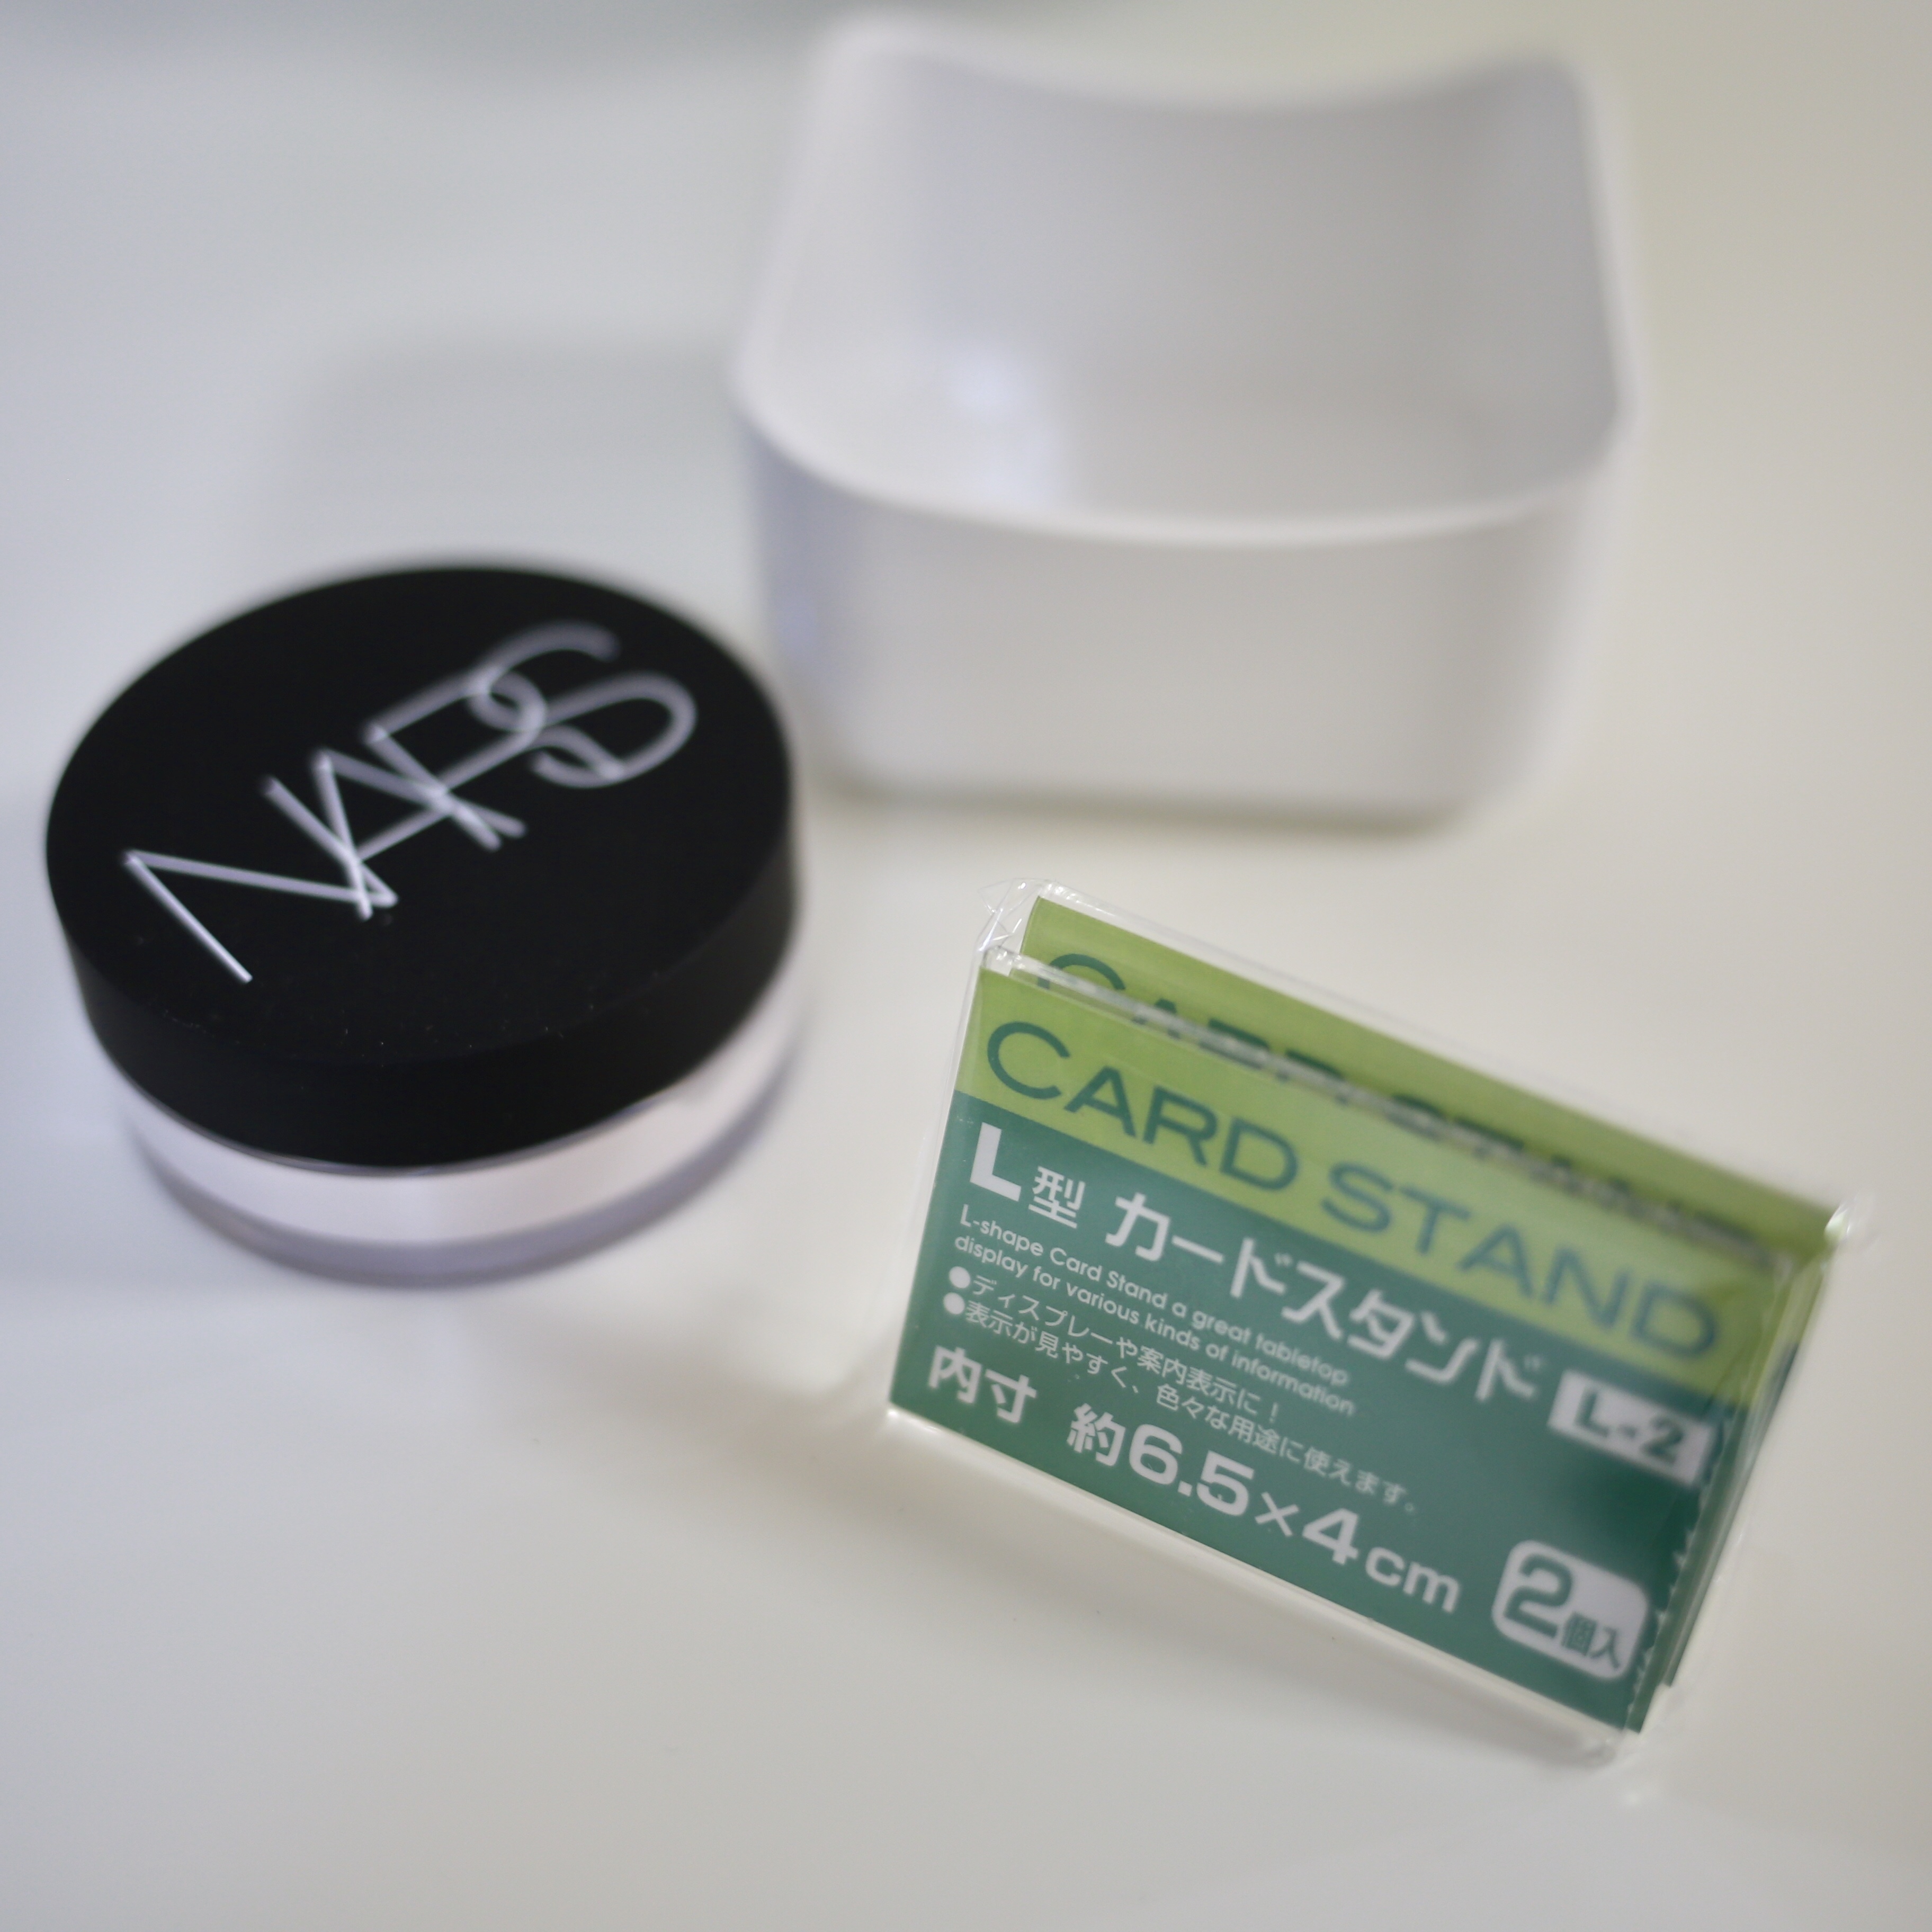 NARS
CARD STAND
CARD STAND
L型 カードスタンド L-2
L-shape Card Stand a great tabletop
display for various kinds of information
●ディスプレーや案内表示に！
●表示が見やすく、色々な用途に使えます。
内寸 約6.5×4cm
2個入